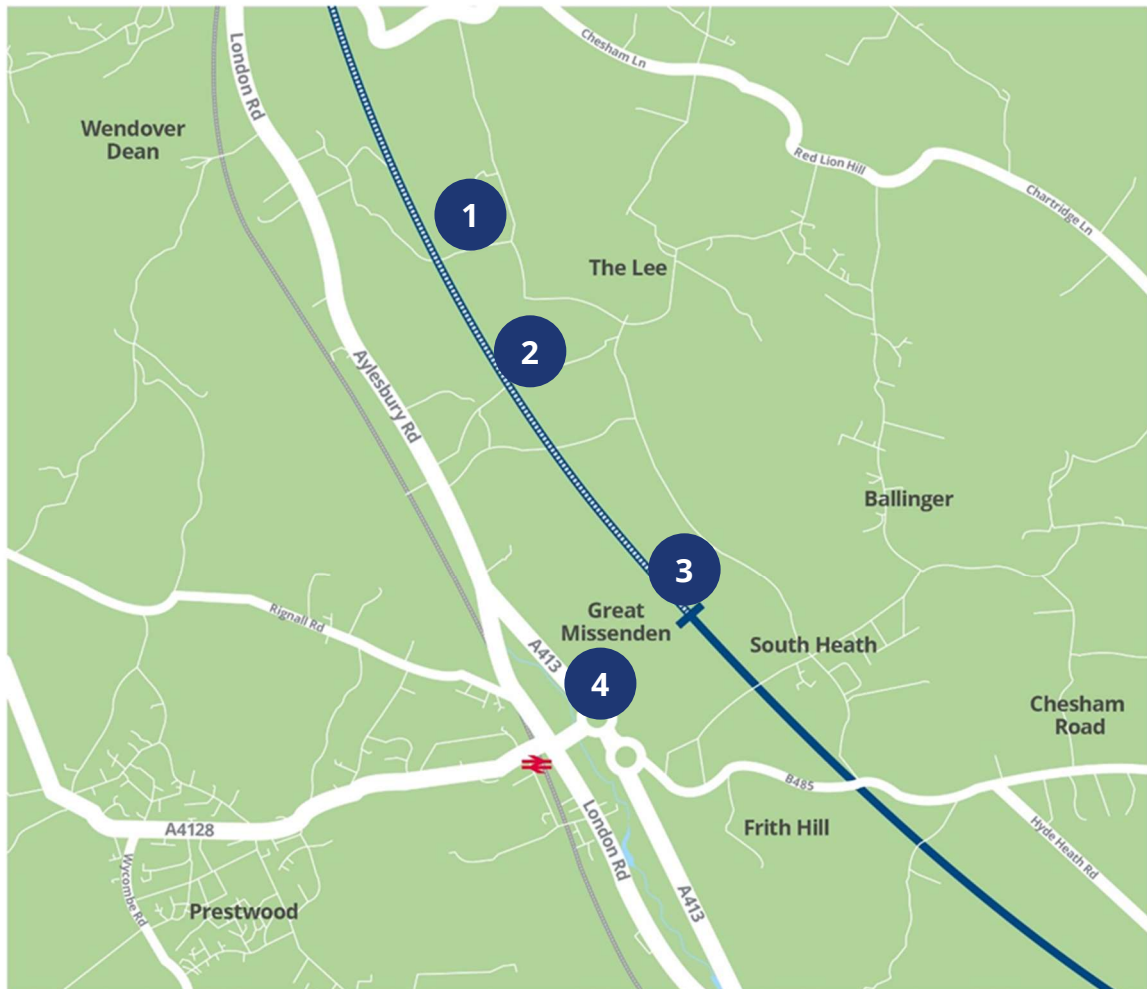 London Rd
Chesham Ln
Wendover
Dean
Red Lion Hill
Chartridge Ln
1
The Lee
2
Aylesbury Rd
Ballinger
3
Rignall Rd
Great
Missenden
A413
South Heath
4
Chesham
Road
B485
A4128
London Rd
Frith Hill
Hyde Heath Rd
Wycombe Rd
Prestwood
A413